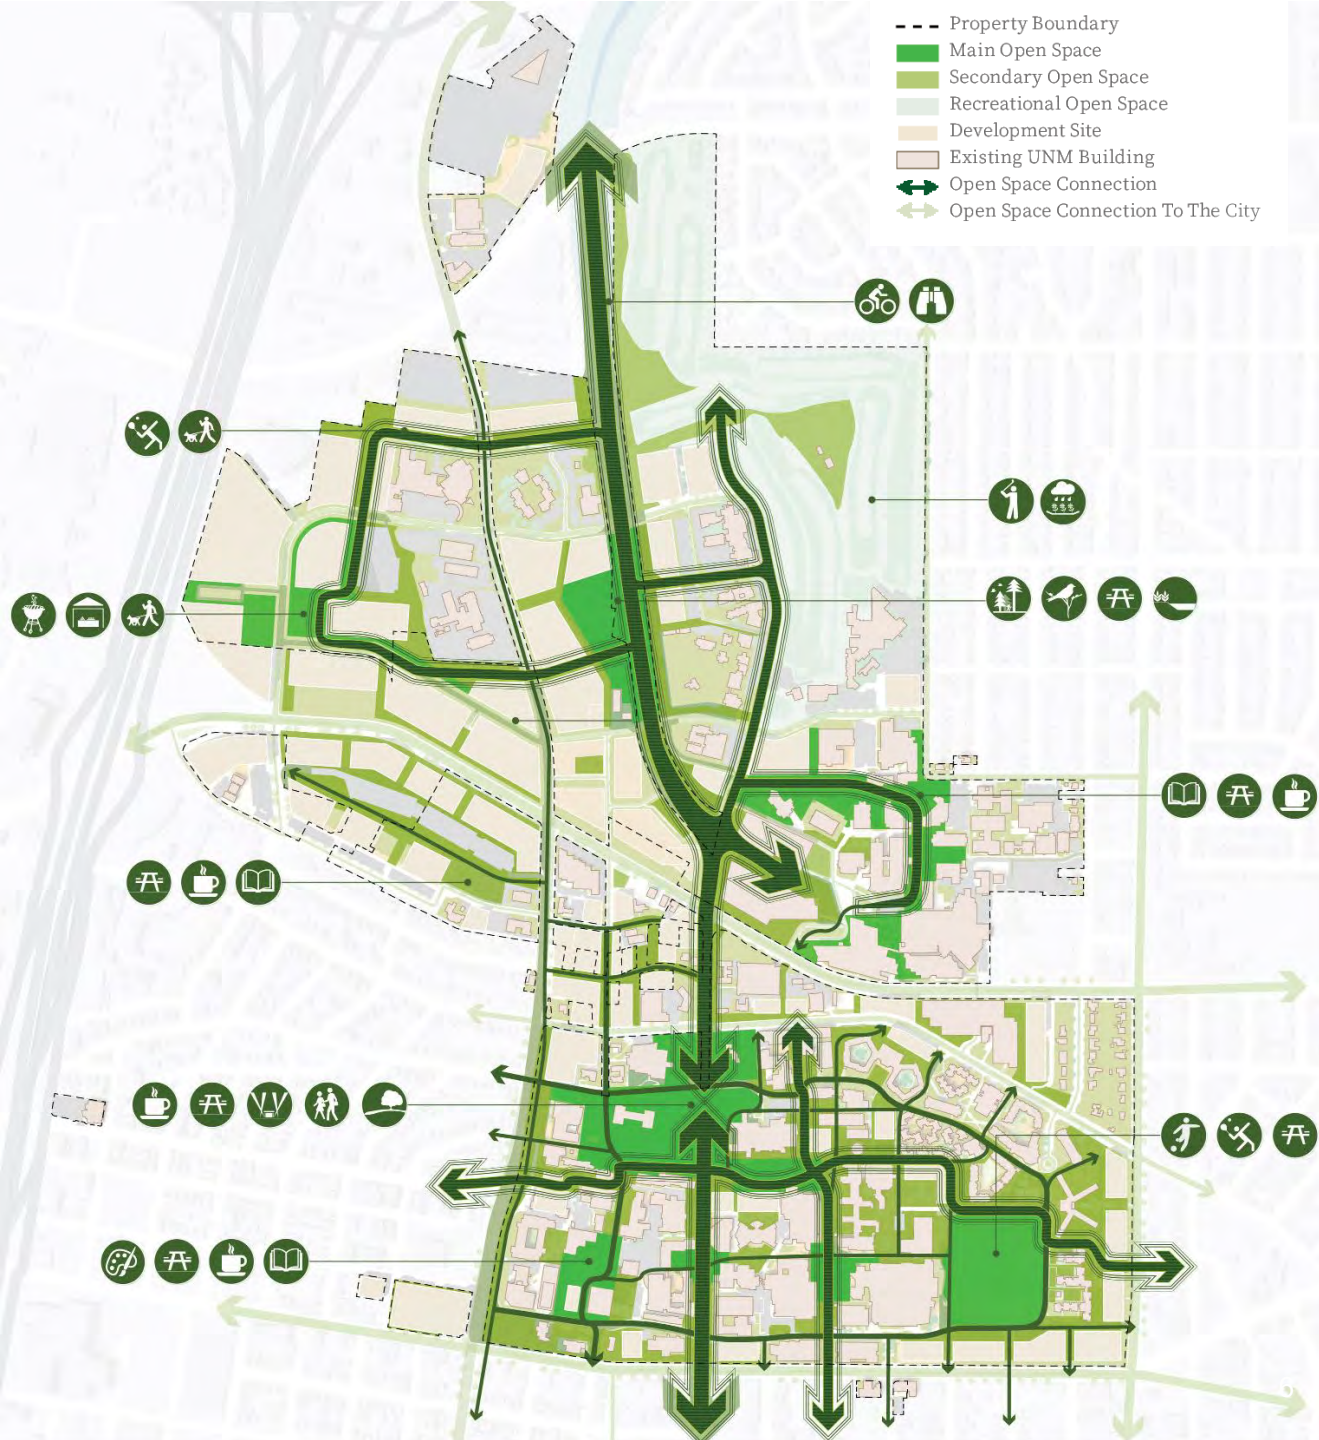 Property Boundary
Main Open Space
Secondary Open Space
Recreational Open Space
Development Site
Existing UNM Building
Open Space Connection
Open Space Connection To The City